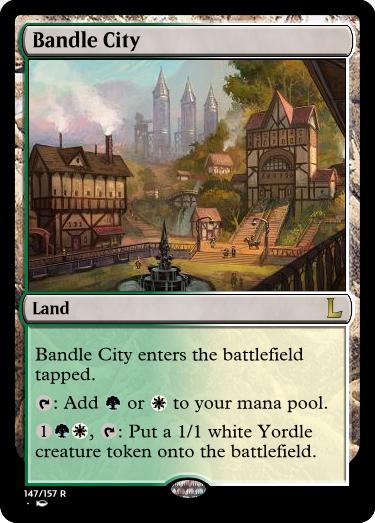 Bandle City
Land
L
Bandle City enters the battlefield
tapped.
: Add or to your mana pool.
1 , : Put a 1/1 white Yordle
creature token onto the battlefield.
147/157 R